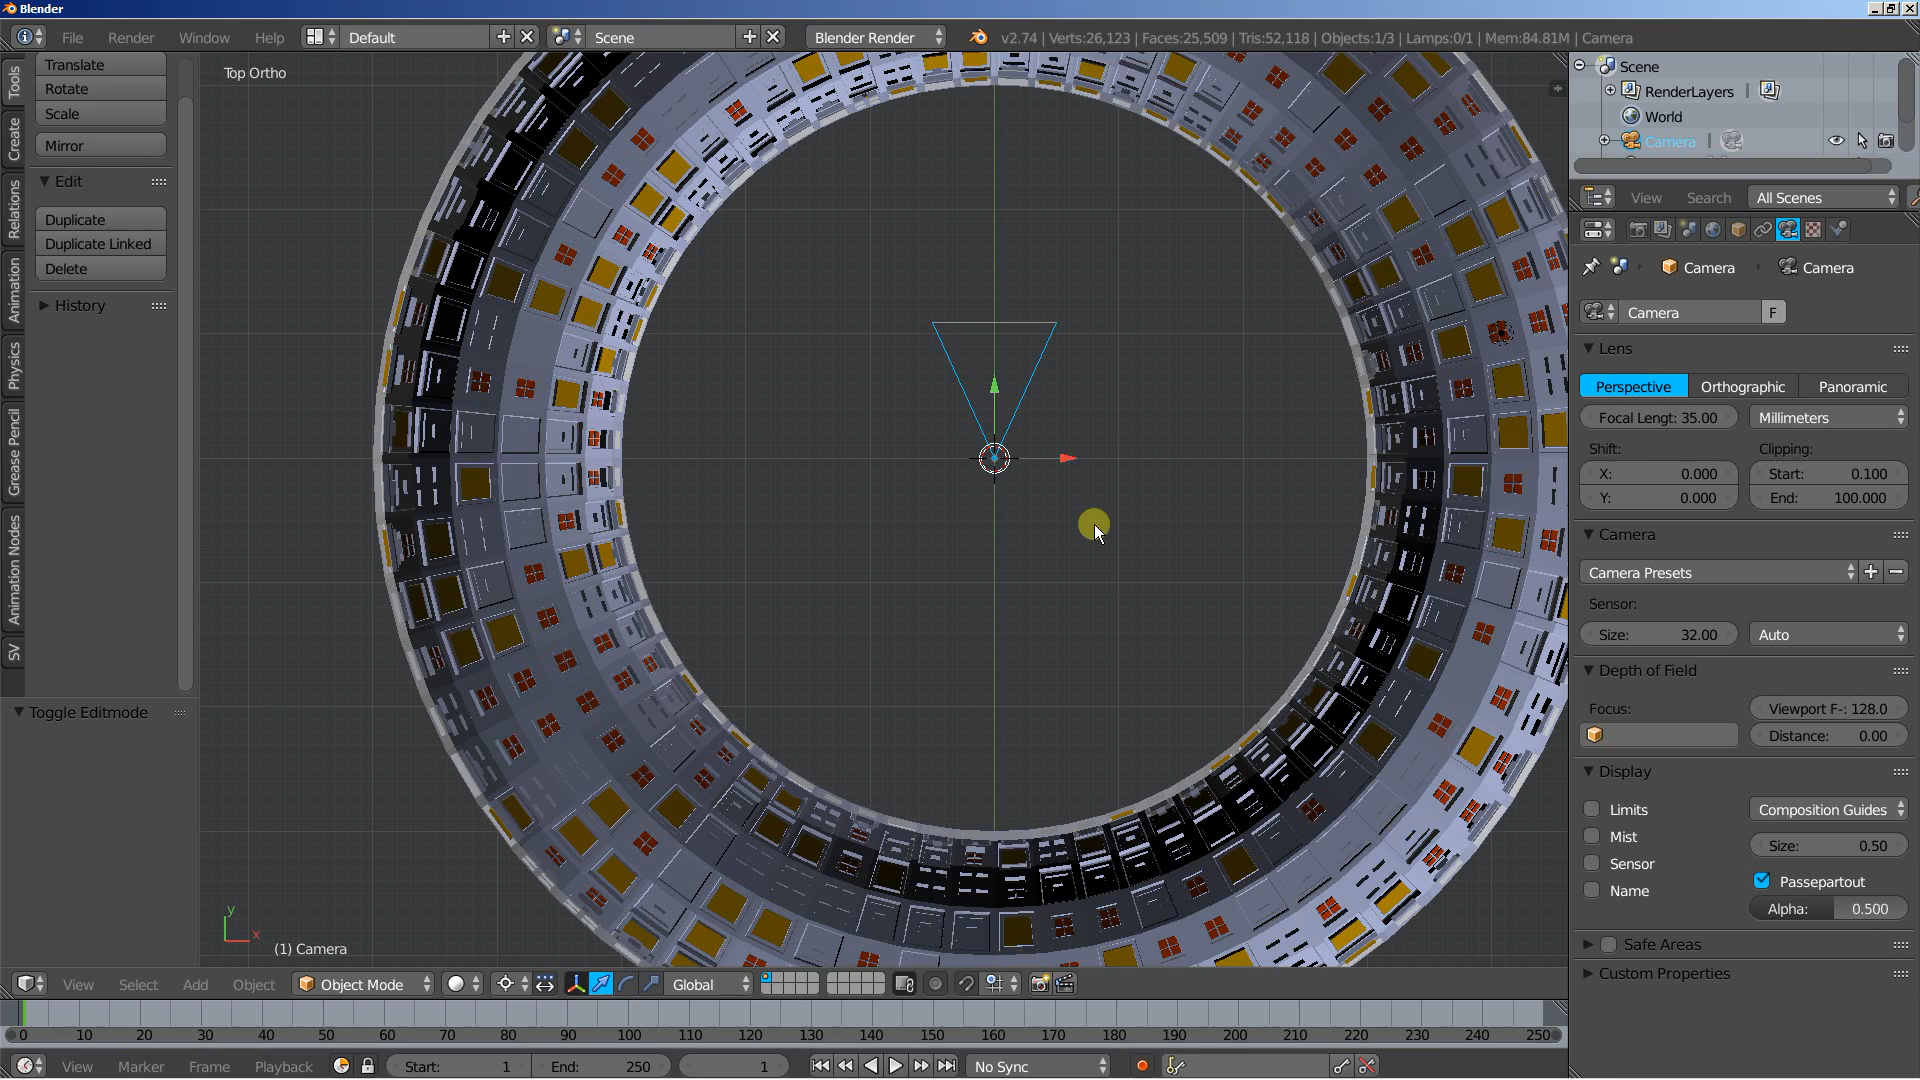 Blender
File Render Window Help Default Scene Blender Render v2.74 | Verts:26,123 | Faces:25,509 | Tris:52,118 | Objects:1/3 | Lamps:0/1 | Mem:84.81M | Camera
Tools
Create
Relations
Animation
Physics
Grease Pencil
Animation Nodes
SV
Translate
Rotate
Scale
Mirror
Edit
Duplicate
Duplicate Linked
Delete
History
Toggle Editmode
Top Ortho
y
x
(1) Camera
Scene
RenderLayers
World
Camera
View Search All Scenes
Camera Camera
Camera F
Lens
Perspective Orthographic Panoramic
Focal Lengt: 35.00 Millimeters
Shift: Clipping:
X: 0.000 Start: 0.100
Y: 0.000 End: 100.000
Camera
Camera Presets
Sensor:
Size: 32.00 Auto
Depth of Field
Focus: Viewport F-: 128.0
Distance: 0.00
Display
Limits Composition Guides
Mist Size: 0.50
Sensor Passepartout
Name Alpha: 0.500
Safe Areas
Custom Properties
View Select Add Object Object Mode Global
0 10 20 30 40 50 60 70 80 90 100 110 120 130 140 150 160 170 180 190 200 210 220 230 240 250
View Marker Frame Playback Start: 1 End: 250 1 No Sync